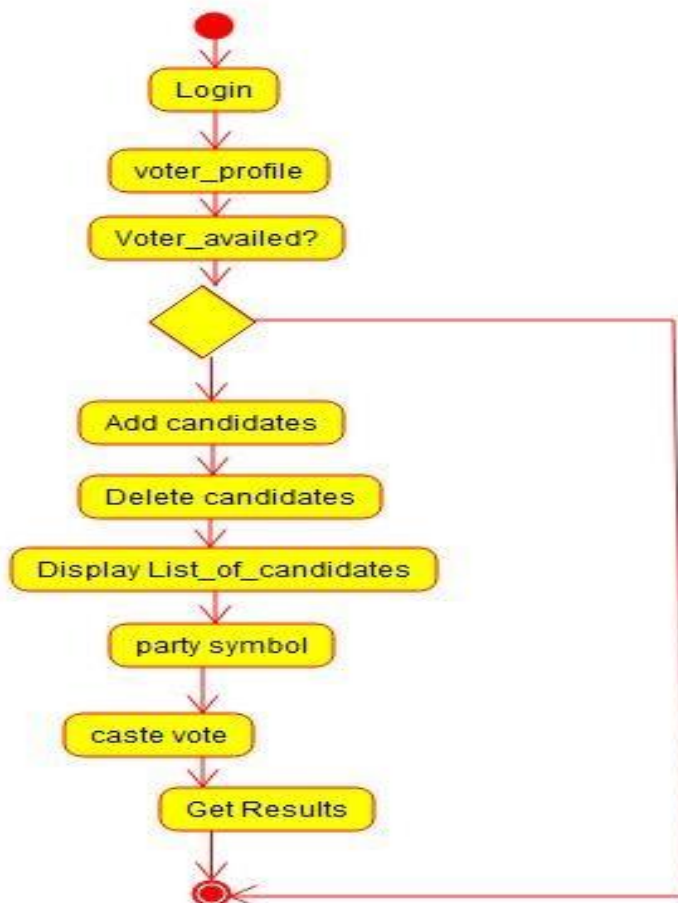 Login
voter_profile
Voter_availed?
Add candidates
Delete candidates
Display List_of_candidates
party symbol
caste vote
Get Results